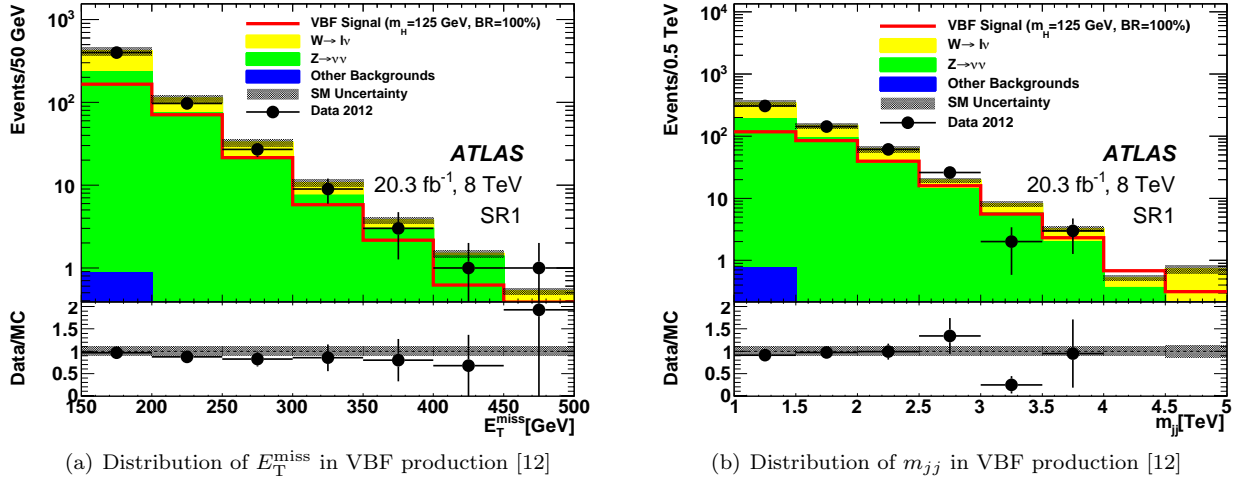 Events/50 GeV
10³
10²
10
1
VBF Signal (m_H=125 GeV, BR=100%)
W→ lν
Z→νν
Other Backgrounds
SM Uncertainty
Data 2012
ATLAS
20.3 fb⁻¹, 8 TeV
SR1
Data/MC
2
1.5
1
0.5
0
150 200 250 300 350 400 450 500
E_T^miss[GeV]
(a) Distribution of E_T^miss in VBF production [12]
Events/0.5 TeV
10⁴
10³
10²
10
1
VBF Signal (m_H=125 GeV, BR=100%)
W→ lν
Z→νν
Other Backgrounds
SM Uncertainty
Data 2012
ATLAS
20.3 fb⁻¹, 8 TeV
SR1
Data/MC
2
1.5
1
0.5
0
1 1.5 2 2.5 3 3.5 4 4.5 5
m_jj[TeV]
(b) Distribution of m_jj in VBF production [12]